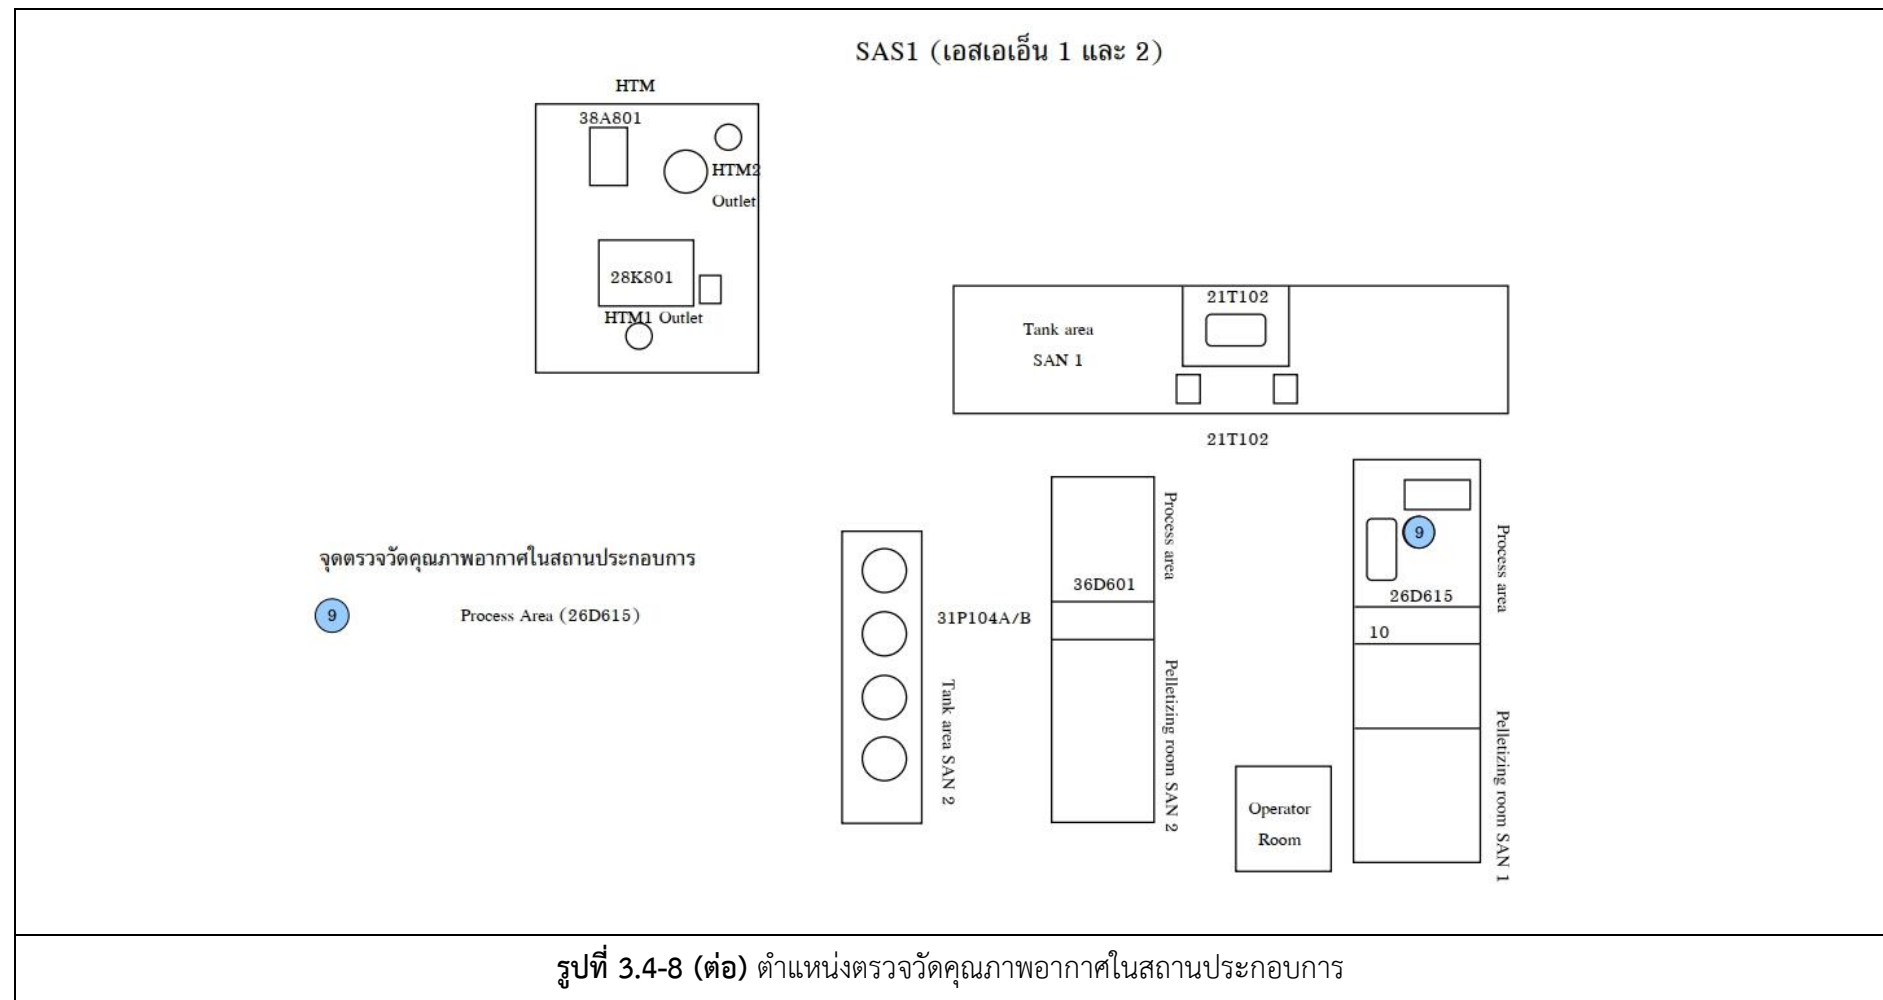 SAS1 (เอสเอเอ็น 1 และ 2)
HTM
38A801
HTM2
Outlet
28K801
HTM1 Outlet
21T102
Tank area
SAN 1
21T102
Process area
9
Process area
จุดตรวจวัดคุณภาพอากาศในสถานประกอบการ
36D601
26D615
9 Process Area (26D615)
31P104A/B
10
Tank area SAN 2
Pelletizing room SAN 2
Pelletizing room SAN 1
Operator
Room
รูปที่ 3.4-8 (ต่อ) ตำแหน่งตรวจวัดคุณภาพอากาศในสถานประกอบการ